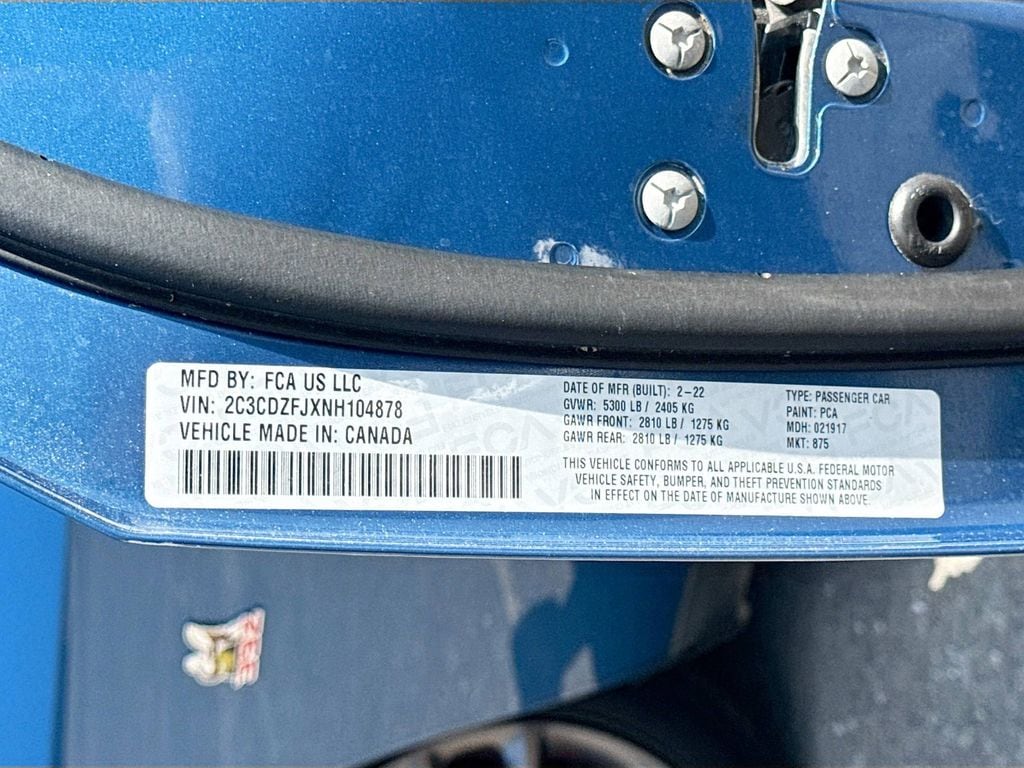 MFD BY: FCA US LLC
VIN: 2C3CDZFJXNH104878
VEHICLE MADE IN: CANADA
DATE OF MFR (BUILT): 2-22
GVWR: 5300 LB / 2405 KG
GAWR FRONT: 2810 LB / 1275 KG
GAWR REAR: 2810 LB / 1275 KG
TYPE: PASSENGER CAR
PAINT: PCA
MDH: 021917
MKT: 875
THIS VEHICLE CONFORMS TO ALL APPLICABLE U.S.A. FEDERAL MOTOR
VEHICLE SAFETY, BUMPER, AND THEFT PREVENTION STANDARDS
IN EFFECT ON THE DATE OF MANUFACTURE SHOWN ABOVE.